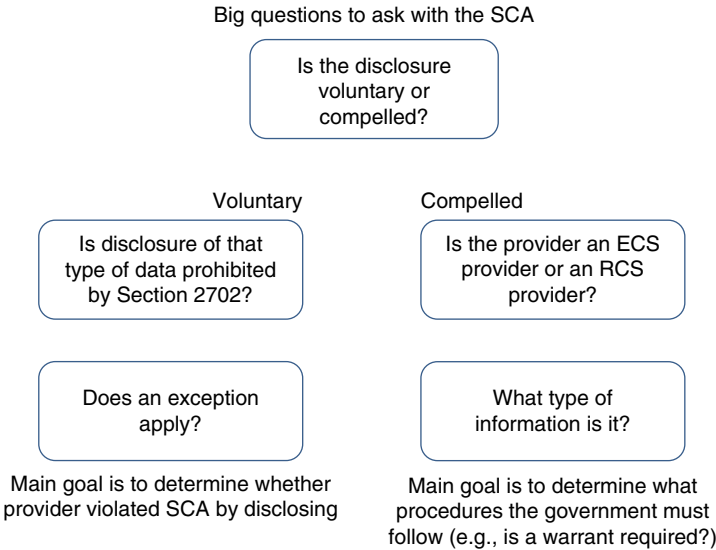 Big questions to ask with the SCA
Is the disclosure
voluntary or
compelled?
Voluntary
Is disclosure of that
type of data prohibited
by Section 2702?
Does an exception
apply?
Main goal is to determine whether
provider violated SCA by disclosing
Compelled
Is the provider an ECS
provider or an RCS
provider?
What type of
information is it?
Main goal is to determine what
procedures the government must
follow (e.g., is a warrant required?)